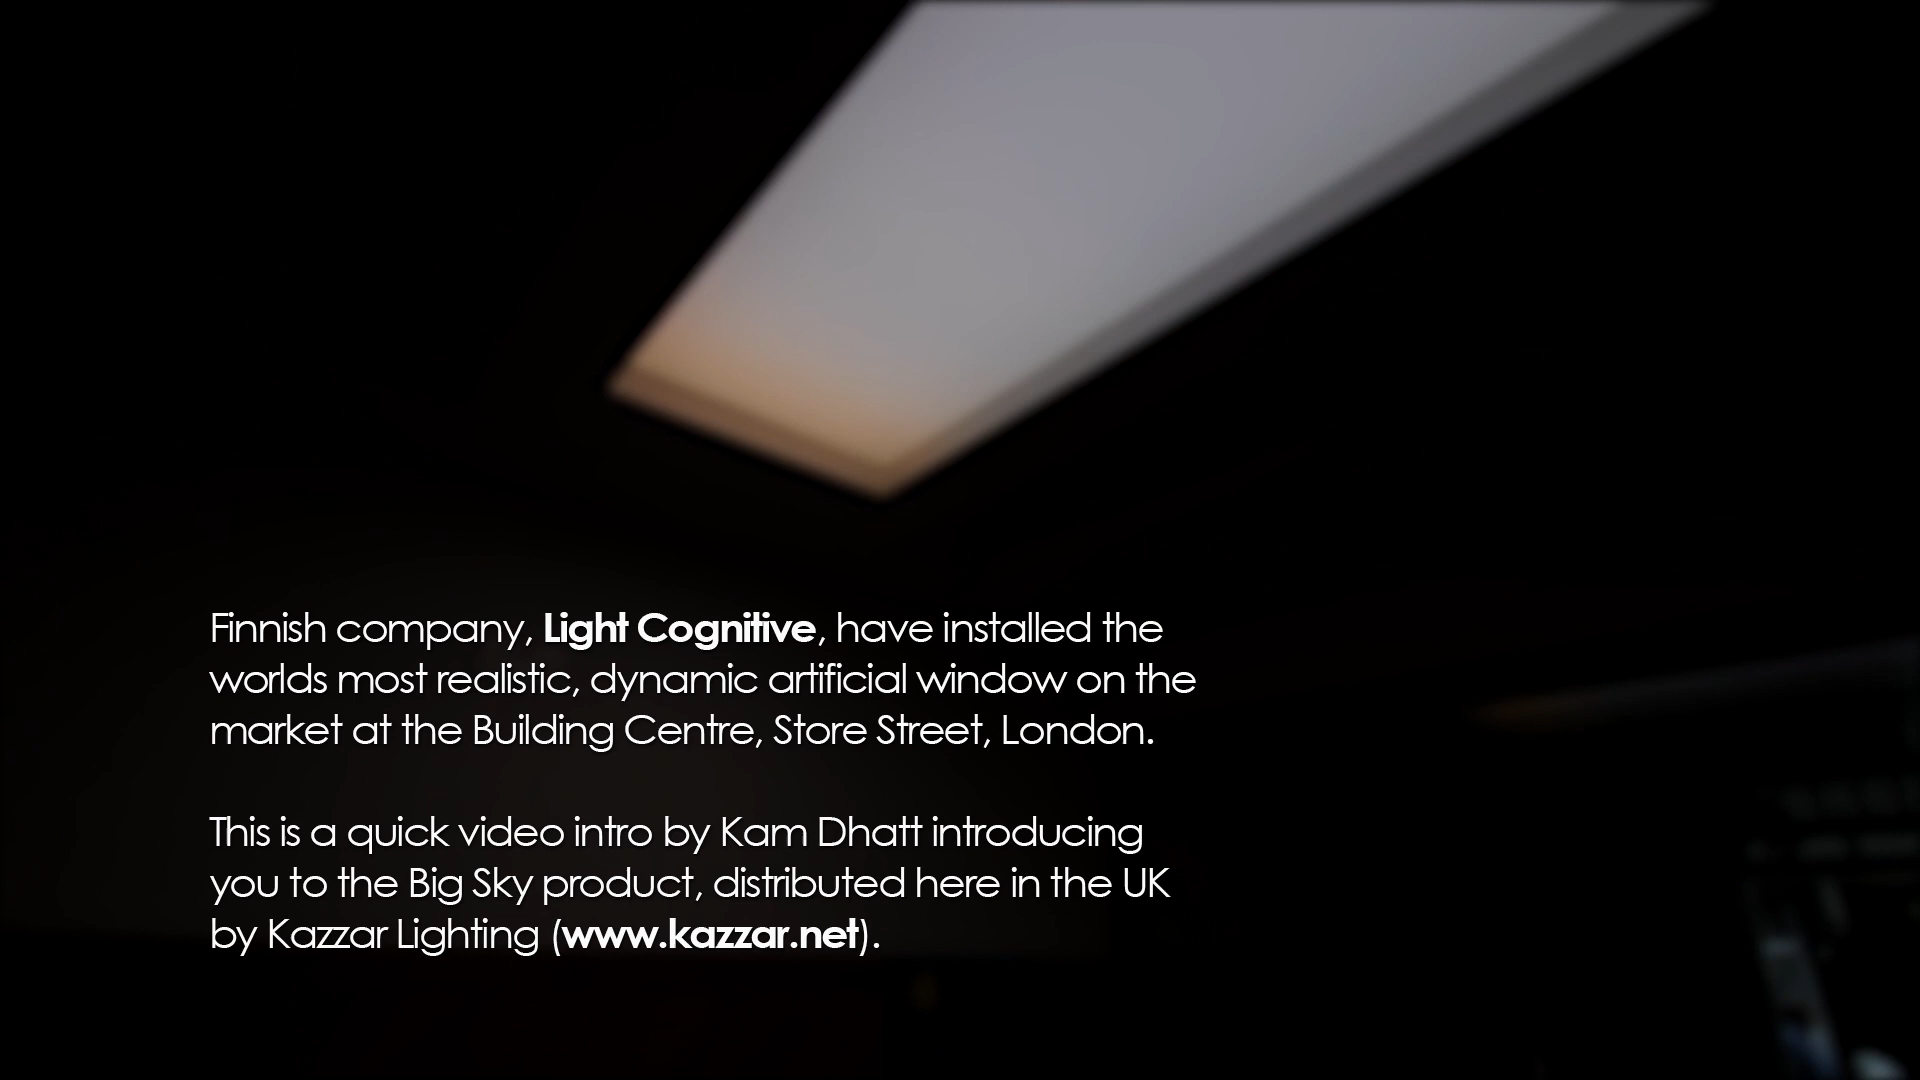 Finnish company, Light Cognitive, have installed the
worlds most realistic, dynamic artificial window on the
market at the Building Centre, Store Street, London.
This is a quick video intro by Kam Dhatt introducing
you to the Big Sky product, distributed here in the UK
by Kazzar Lighting (www.kazzar.net).